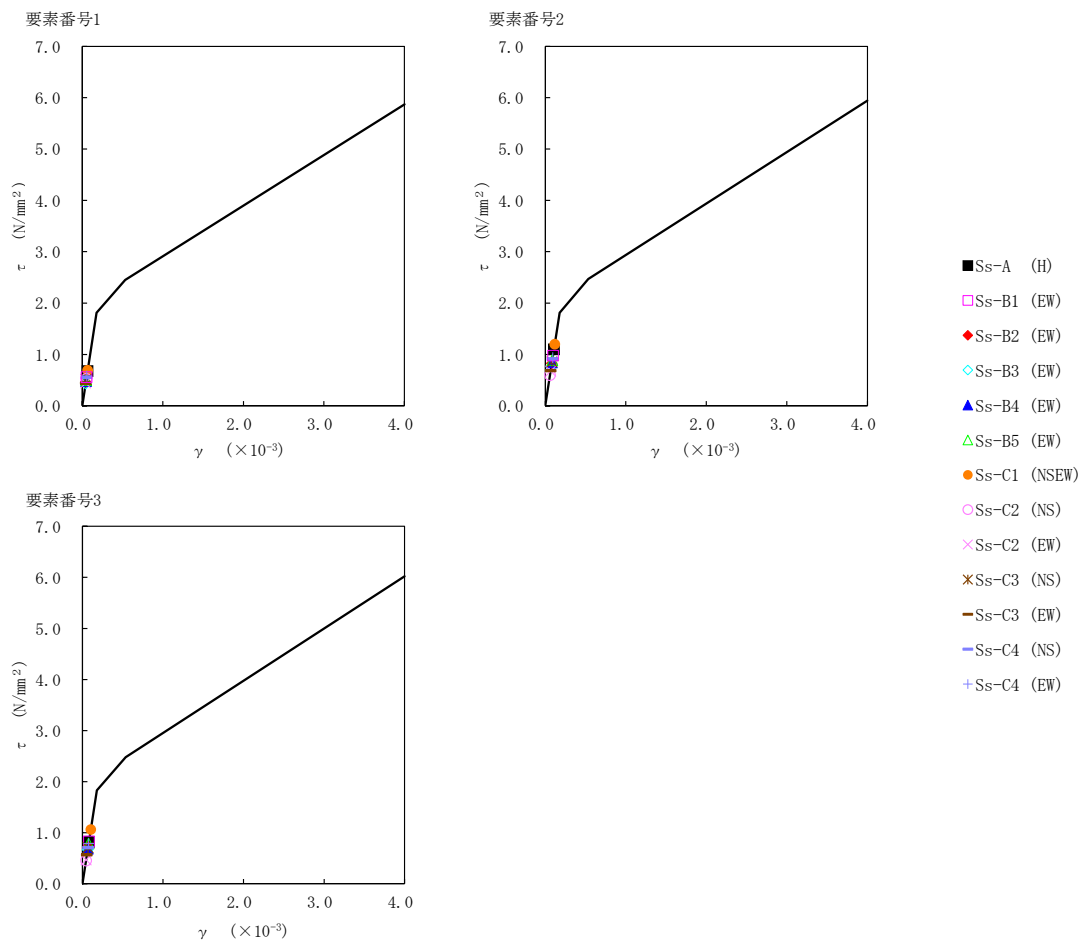 要素番号1
7.0
6.0
5.0
4.0
3.0
2.0
1.0
0.0
τ (N/mm²)
0.0 1.0 2.0 3.0 4.0
γ (×10⁻³)
要素番号2
7.0
6.0
5.0
4.0
3.0
2.0
1.0
0.0
τ (N/mm²)
0.0 1.0 2.0 3.0 4.0
γ (×10⁻³)
要素番号3
7.0
6.0
5.0
4.0
3.0
2.0
1.0
0.0
τ (N/mm²)
0.0 1.0 2.0 3.0 4.0
γ (×10⁻³)
Ss-A (H)
Ss-B1 (EW)
Ss-B2 (EW)
Ss-B3 (EW)
Ss-B4 (EW)
Ss-B5 (EW)
Ss-C1 (NSEW)
Ss-C2 (NS)
Ss-C2 (EW)
Ss-C3 (NS)
Ss-C3 (EW)
Ss-C4 (NS)
Ss-C4 (EW)